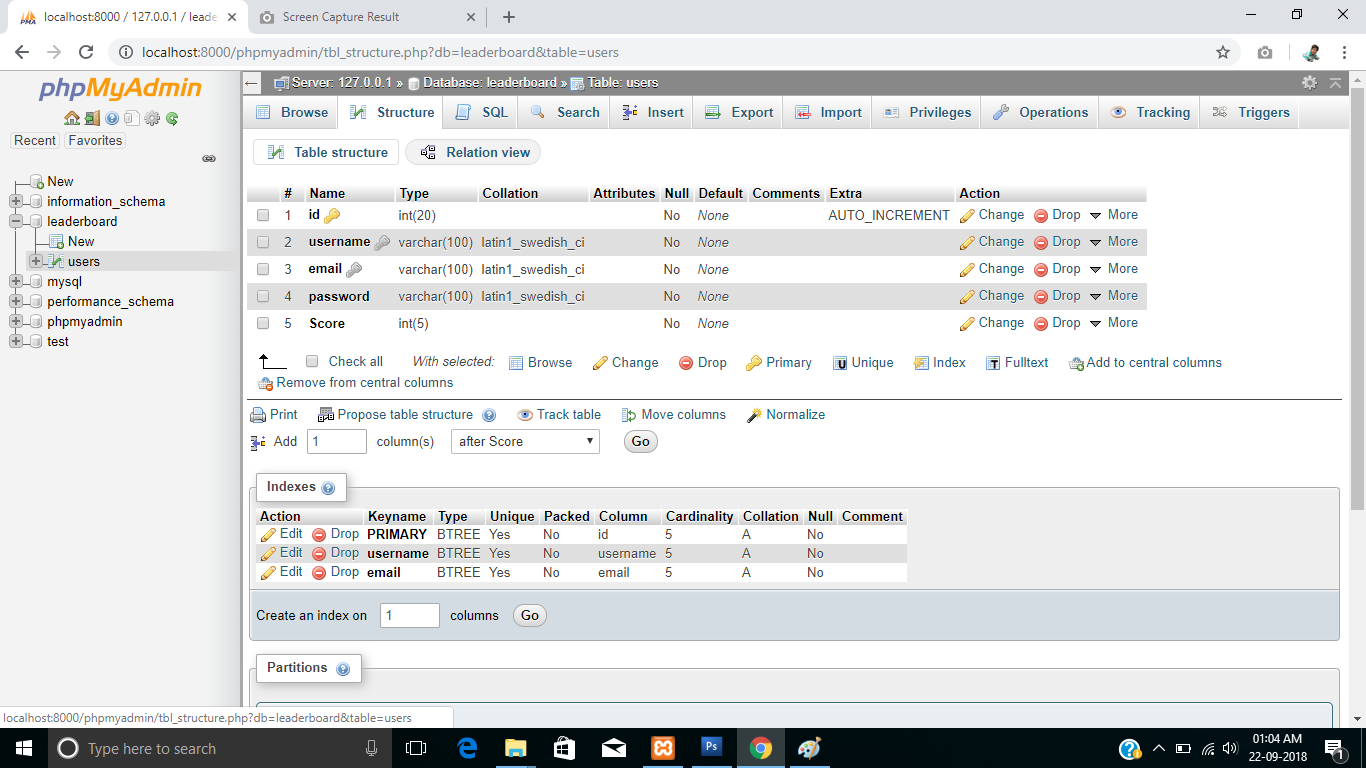 localhost:8000 / 127.0.0.1 / leade
Screen Capture Result
localhost:8000/phpmyadmin/tbl_structure.php?db=leaderboard&table=users
phpMyAdmin
Recent Favorites
New
information_schema
leaderboard
New
users
mysql
performance_schema
phpmyadmin
test
Server: 127.0.0.1 » Database: leaderboard » Table: users
Browse Structure SQL Search Insert Export Import Privileges Operations Tracking Triggers
Table structure Relation view
# Name Type Collation Attributes Null Default Comments Extra Action
1 id int(20) No None AUTO_INCREMENT Change Drop More
2 username varchar(100) latin1_swedish_ci No None Change Drop More
3 email varchar(100) latin1_swedish_ci No None Change Drop More
4 password varchar(100) latin1_swedish_ci No None Change Drop More
5 Score int(5) No None Change Drop More
Check all With selected: Browse Change Drop Primary Unique Index Fulltext Add to central columns
Remove from central columns
Print Propose table structure Track table Move columns Normalize
Add 1 column(s) after Score Go
Indexes
Action Keyname Type Unique Packed Column Cardinality Collation Null Comment
Edit Drop PRIMARY BTREE Yes No id 5 A No
Edit Drop username BTREE Yes No username 5 A No
Edit Drop email BTREE Yes No email 5 A No
Create an index on 1 columns Go
Partitions
localhost:8000/phpmyadmin/tbl_structure.php?db=leaderboard&table=users
Type here to search
Ps
01:04 AM
22-09-2018
1